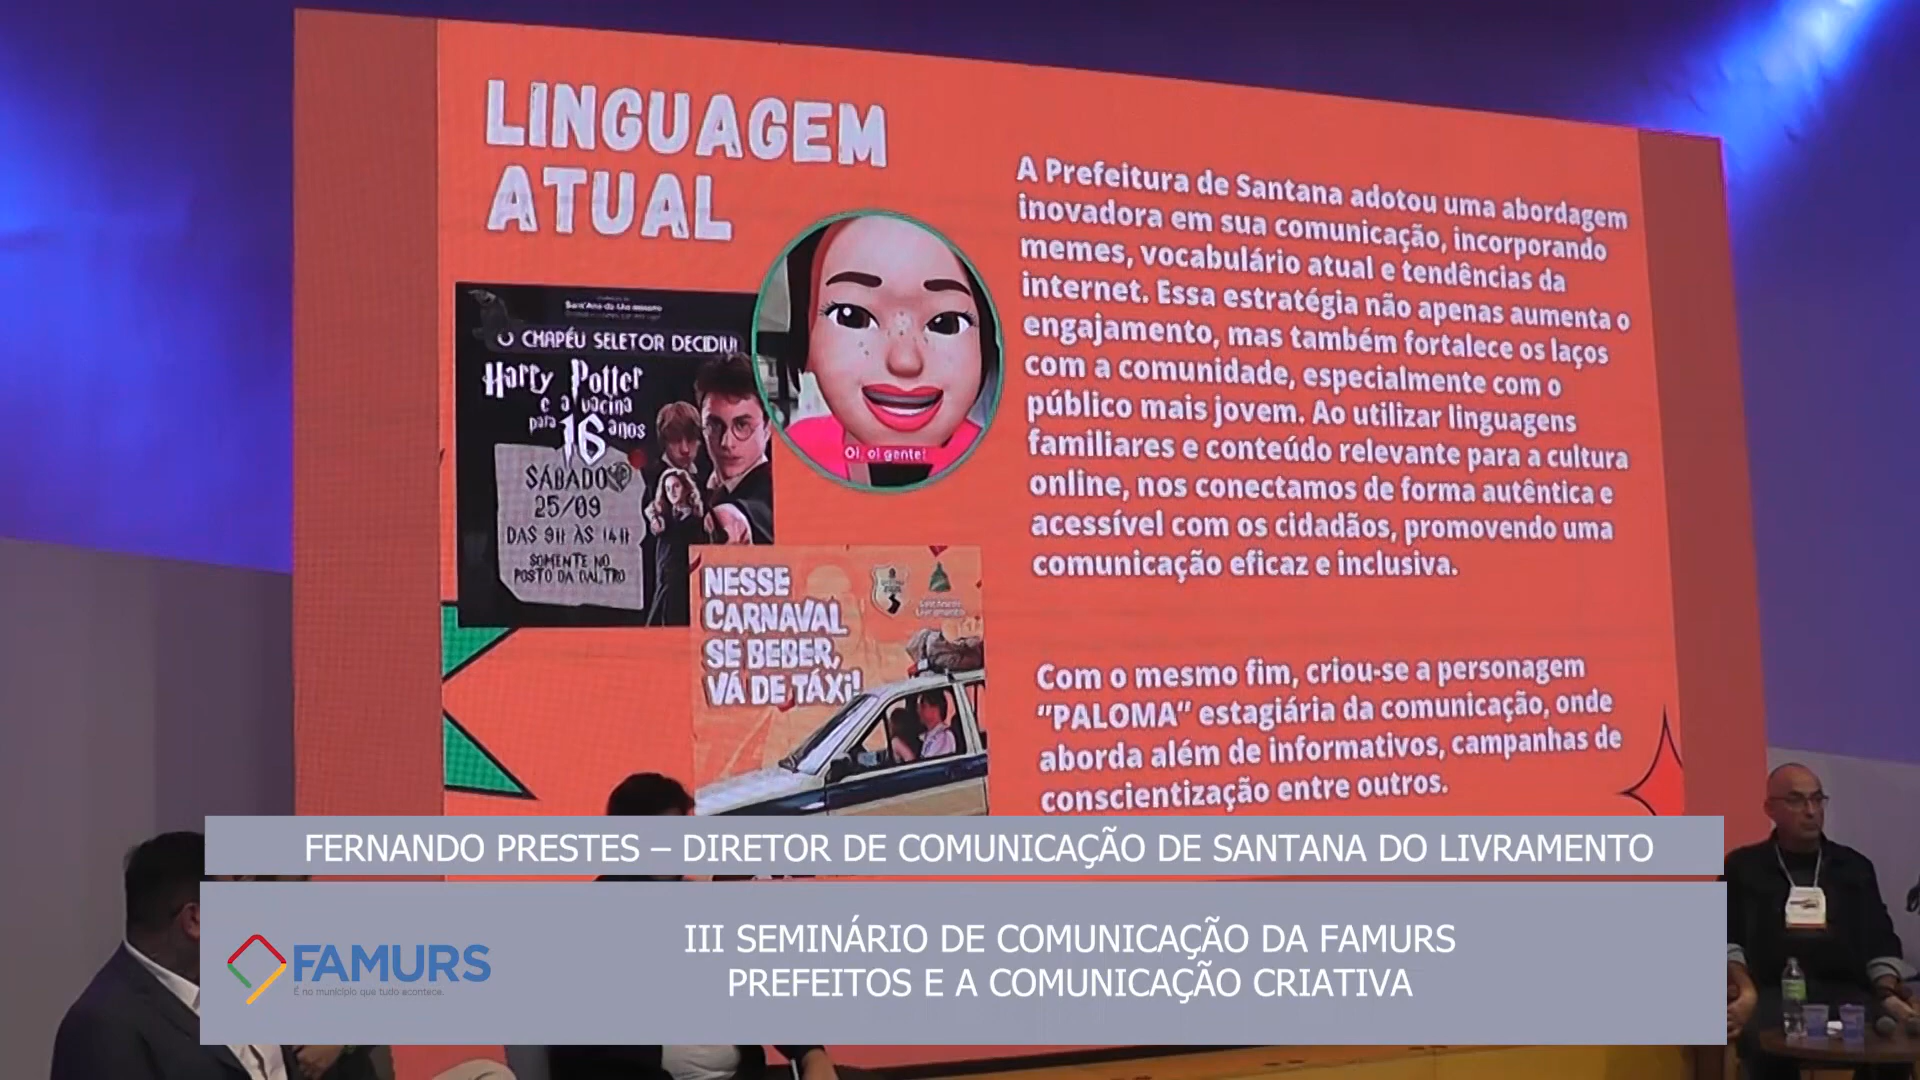 LINGUAGEM
ATUAL
A Prefeitura de Santana adotou uma abordagem
inovadora em sua comunicação, incorporando
memes, vocabulário atual e tendências da
internet. Essa estratégia não apenas aumenta o
engajamento, mas também fortalece os laços
com a comunidade, especialmente com o
público mais jovem. Ao utilizar linguagens
familiares e conteúdo relevante para a cultura
online, nos conectamos de forma autêntica e
acessível com os cidadãos, promovendo uma
comunicação eficaz e inclusiva.
Com o mesmo fim, criou-se a personagem
"PALOMA" estagiária da comunicação, onde
aborda além de informativos, campanhas de
conscientização entre outros.
O CHAPÉU SELETOR DECIDIU!
Harry Potter
e a vacina
para 16 anos
SÁBADO
25/09
DAS 9H ÀS 14H
SOMENTE NO
POSTO DA
Oi, oi gente!
NESSE
CARNAVAL
SE BEBER,
VÁ DE TÁXI!
FERNANDO PRESTES – DIRETOR DE COMUNICAÇÃO DE SANTANA DO LIVRAMENTO
FAMURS
É no município que tudo acontece.
III SEMINÁRIO DE COMUNICAÇÃO DA FAMURS
PREFEITOS E A COMUNICAÇÃO CRIATIVA